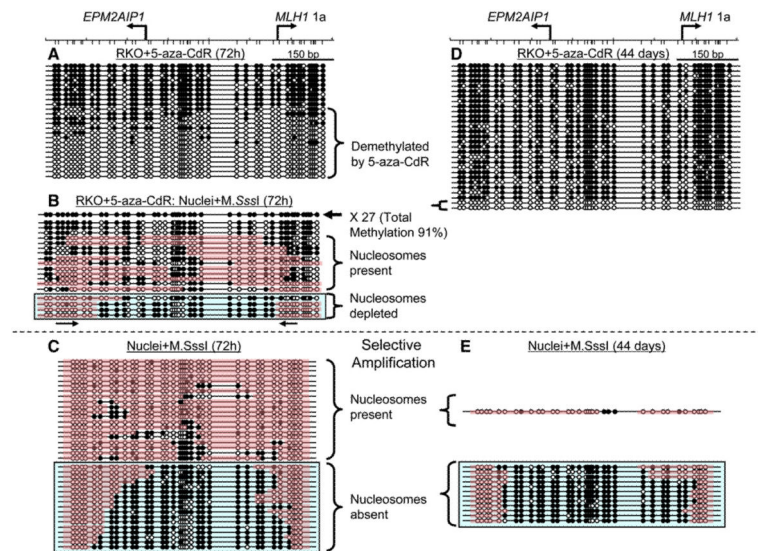 EPM2AIP1
MLH1 1a
A
RKO+5-aza-CdR (72h)
150 bp
Demethylated
by 5-aza-CdR
B
RKO+5-aza-CdR: Nuclei+M.SssI (72h)
X 27 (Total
Methylation 91%)
Nucleosomes
present
Nucleosomes
depleted
EPM2AIP1
MLH1 1a
D
RKO+5-aza-CdR (44 days)
150 bp
C
Nuclei+M.SssI (72h)
Selective
Amplification
Nucleosomes
present
Nucleosomes
absent
E
Nuclei+M.SssI (44 days)